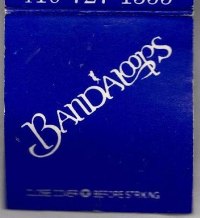 BANDALOOPS
CLOSE COVER BEFORE STRIKING